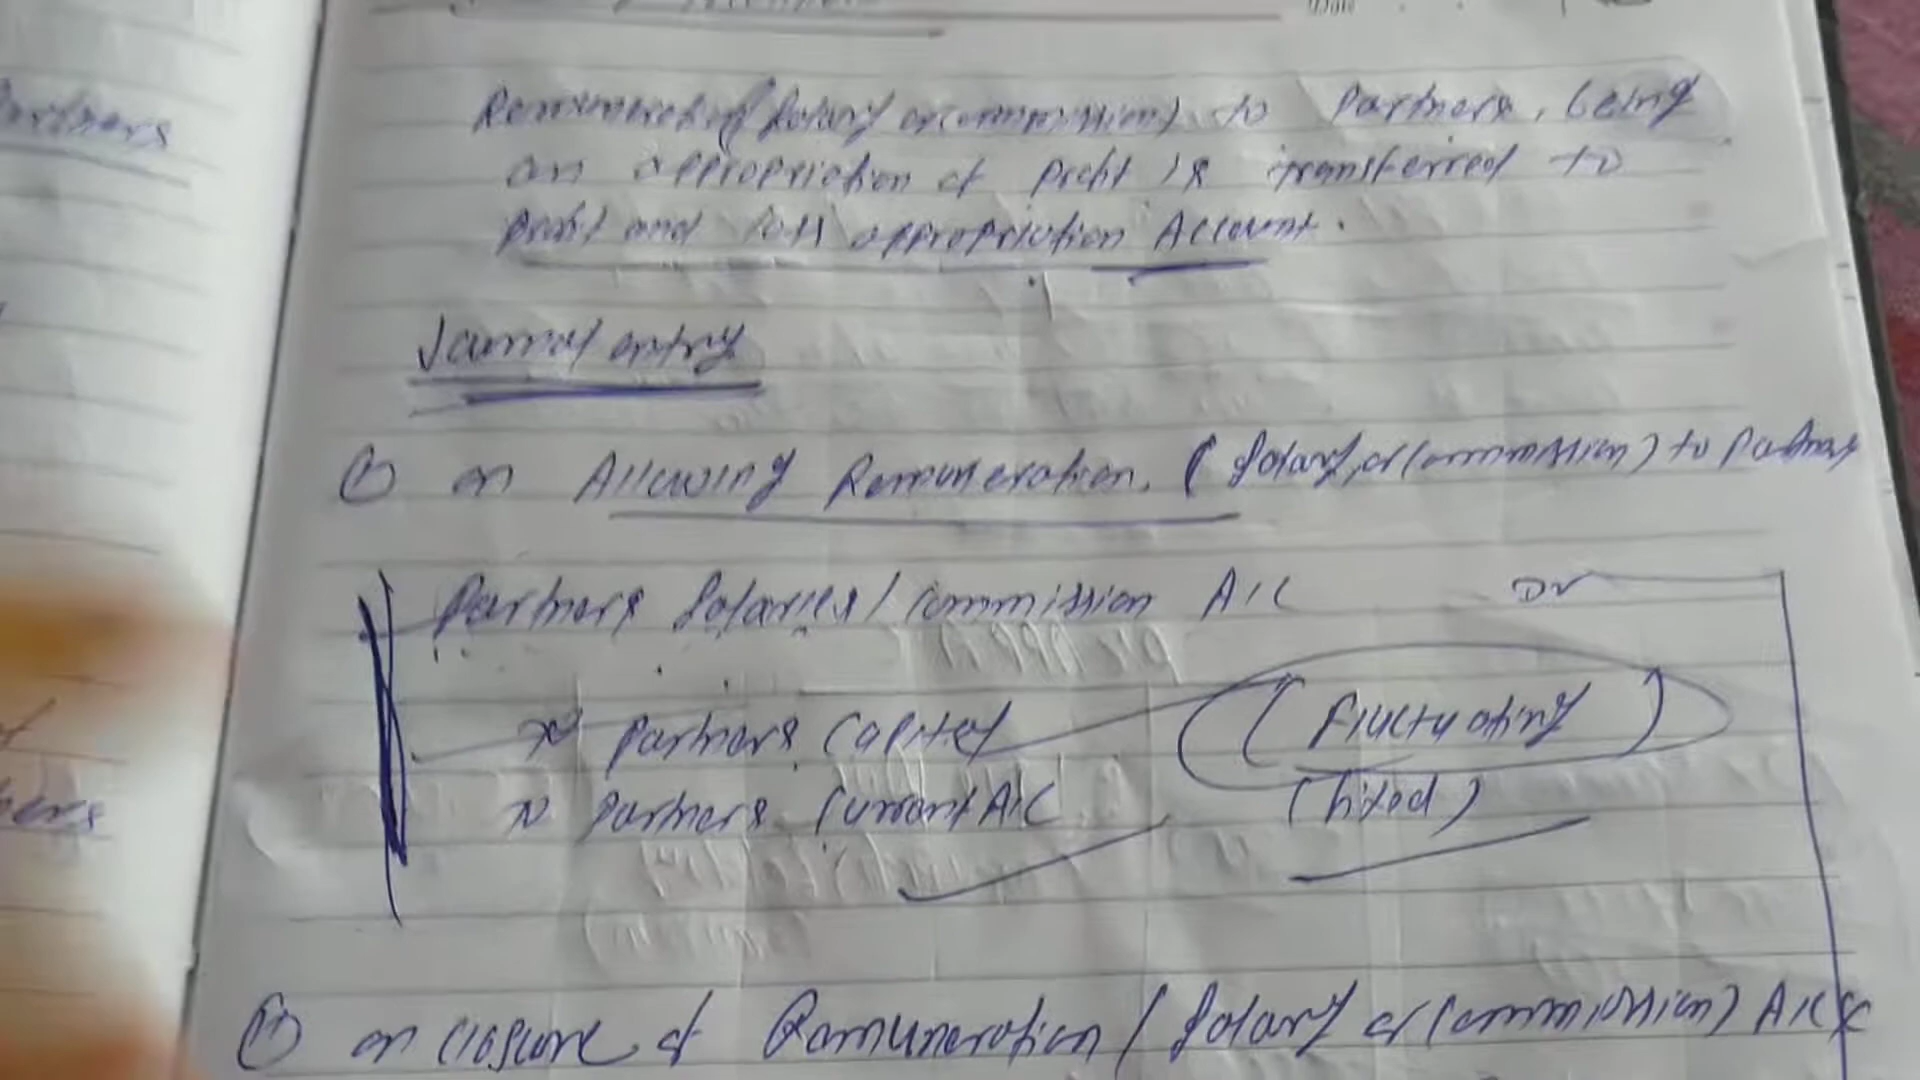 Partners
Remuneration (Salary or commission) to Partners, being
an appropriation of profit is transferred to
profit and loss appropriation Account.
Journal entry
on Allowing Remuneration. (Salary, or commission) to Partners
Partners Salaries/commission A/C Dr
To Partners Capital (Fluctuating)
To Partners Current A/C (fixed)
on closure of Remuneration (Salary or commission) A/C